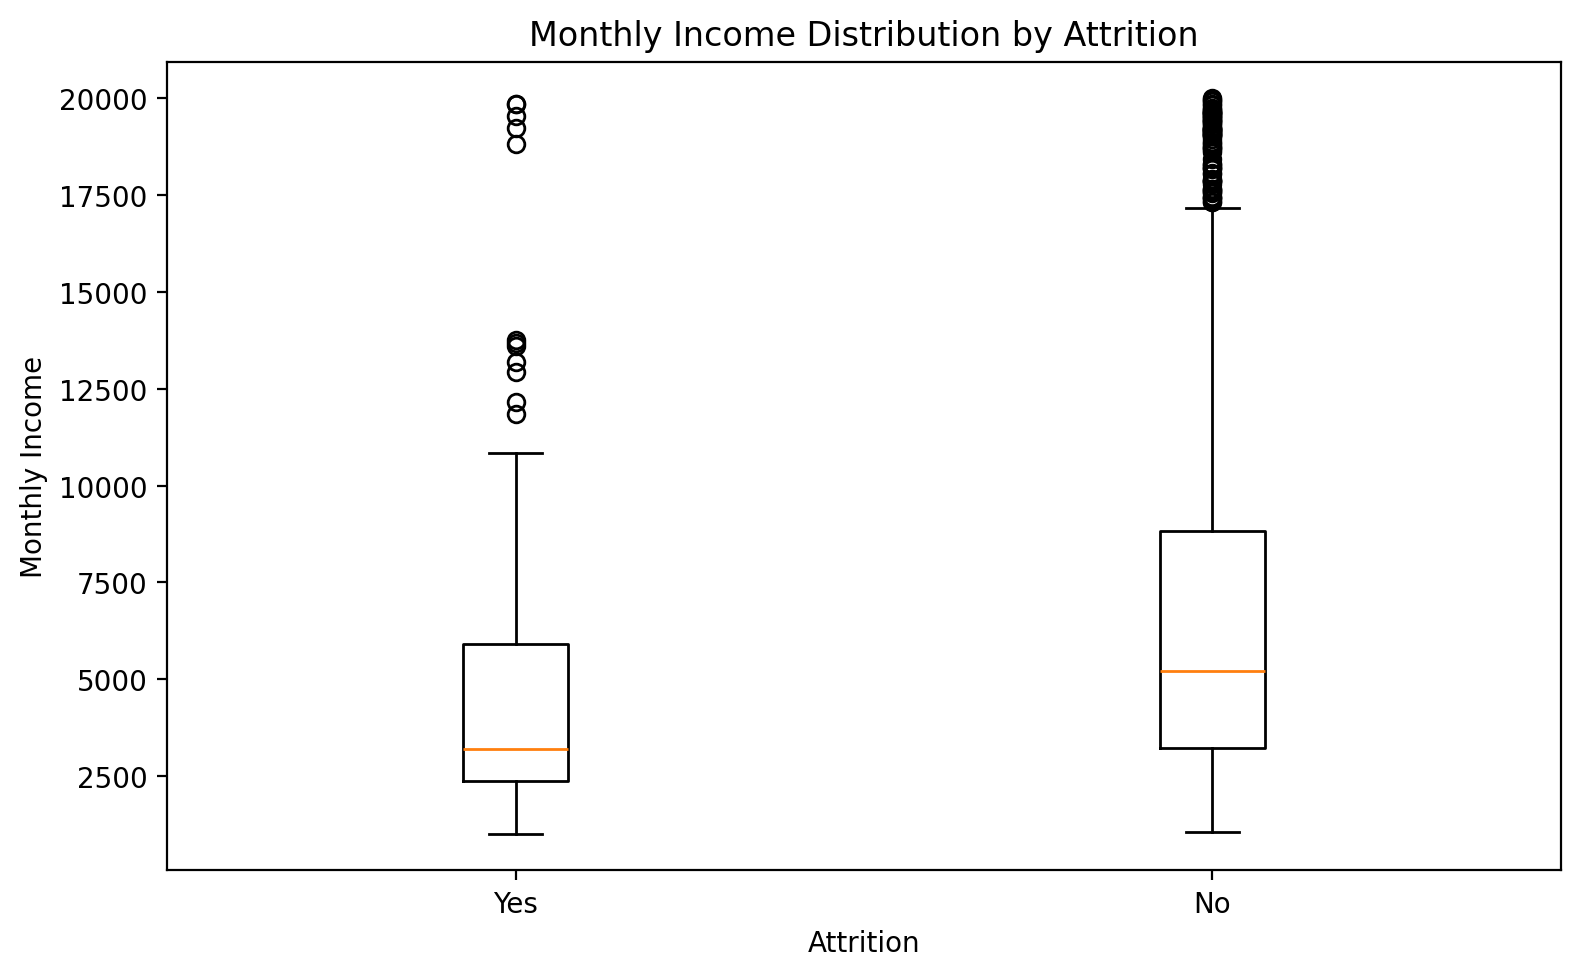 Monthly Income Distribution by Attrition
20000
17500
15000
12500
10000
7500
5000
2500
Monthly Income
Yes
No
Attrition